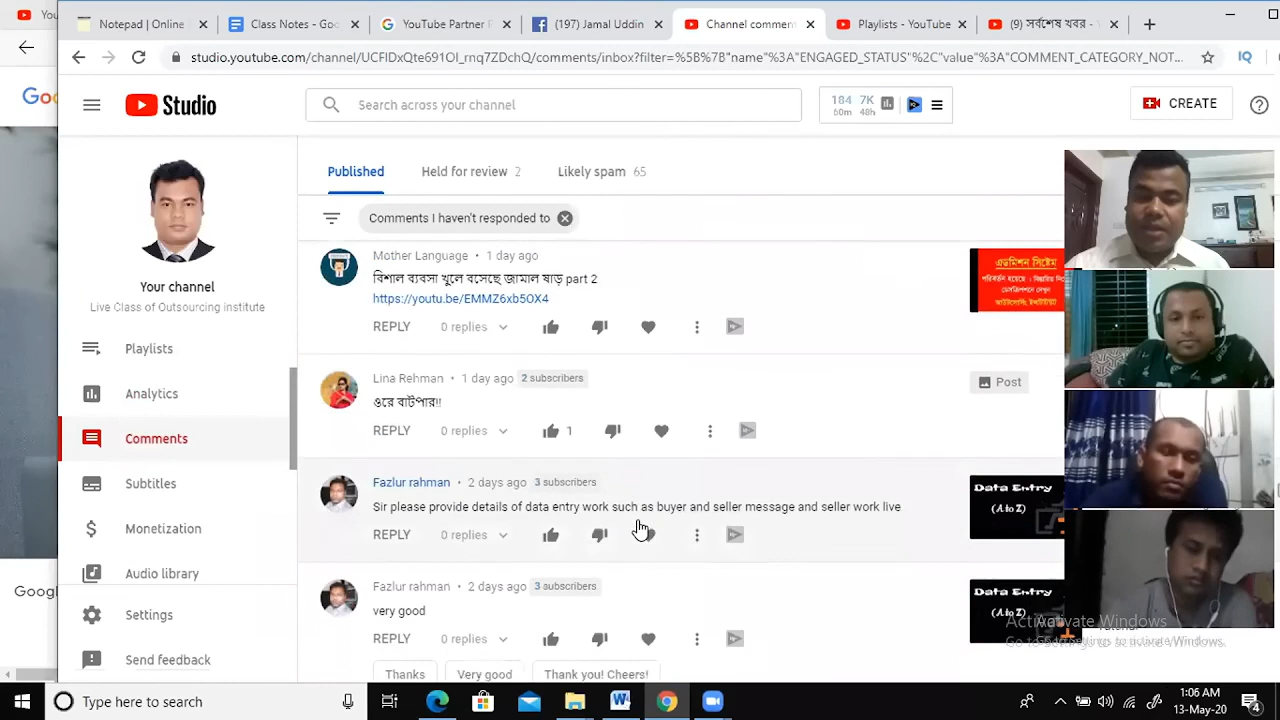 You
Notepad | Online
Class Notes - Goo
YouTube Partner P
(197) Jamal Uddin
Channel comme
Playlists - YouTube
(9) সর্বশেষ খবর - Y
studio.youtube.com/channel/UCFIDxQte691OI_rnq7ZDchQ/comments/inbox?filter=%5B%7B"name"%3A"ENGAGED_STATUS"%2C"value"%3A"COMMENT_CATEGORY_NOT...
Goo
Studio
Search across your channel
184 7K
60m 48h
CREATE
Published
Held for review 2
Likely spam 65
Comments I haven't responded to
Your channel
Live Class of Outsourcing institute
Playlists
Analytics
Comments
Subtitles
Monetization
Audio library
Settings
Send feedback
Mother Language • 1 day ago
বিশাল ব্যবসা খুলে বসেছে জামাল ষাড় part 2
https://youtu.be/EMMZ6xb5OX4
REPLY 0 replies
এডমিশন সিস্টেম
Lina Rehman • 1 day ago 2 subscribers
ওরে বাটপার!!
REPLY 0 replies 1
Post
Fazlur rahman • 2 days ago 3 subscribers
Sir please provide details of data entry work such as buyer and seller message and seller work live
REPLY 0 replies
Data Entry
(A to Z)
Fazlur rahman • 2 days ago 3 subscribers
very good
REPLY 0 replies
Data Entry
(A to Z)
Thanks
Very good
Thank you! Cheers!
Googl
Activate Windows
Go to Settings to activate Windows.
Type here to search
1:06 AM
13-May-20
4